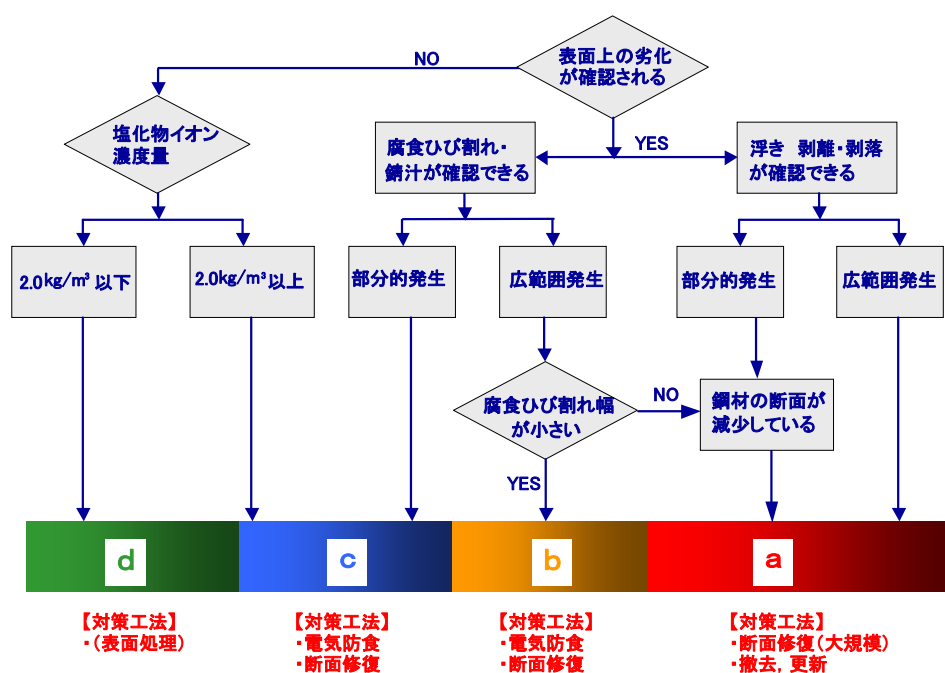 表面上の劣化
が確認される
NO
YES
塩化物イオン
濃度量
腐食ひび割れ・
錆汁が確認できる
浮き 剥離・剥落
が確認できる
2.0kg/m³以下
2.0kg/m³以上
部分的発生
広範囲発生
部分的発生
広範囲発生
腐食ひび割れ幅
が小さい
NO
鋼材の断面が
減少している
YES
d
c
b
a
【対策工法】
・(表面処理)
【対策工法】
・電気防食
・断面修復
【対策工法】
・電気防食
・断面修復
【対策工法】
・断面修復(大規模)
・撤去, 更新